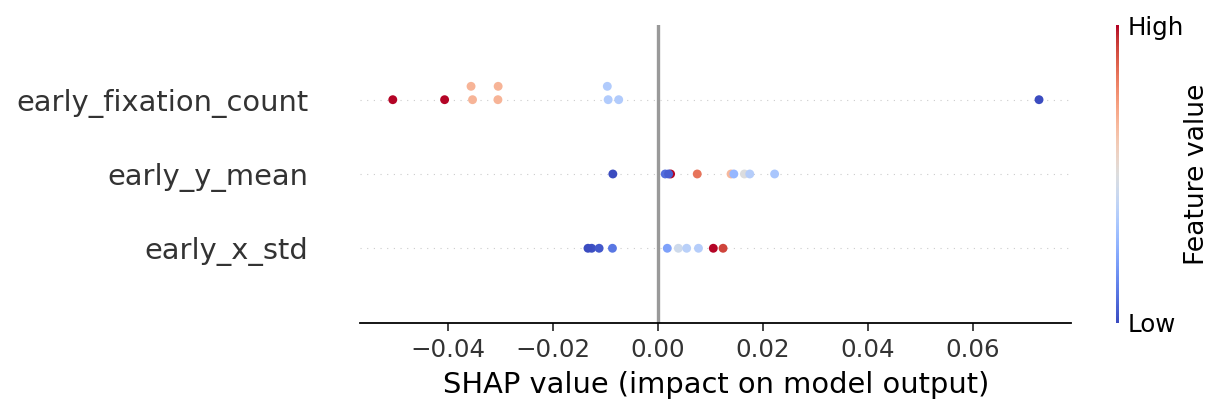 High
early_fixation_count
early_y_mean
early_x_std
Feature value
Low
−0.04 −0.02 0.00 0.02 0.04 0.06
SHAP value (impact on model output)